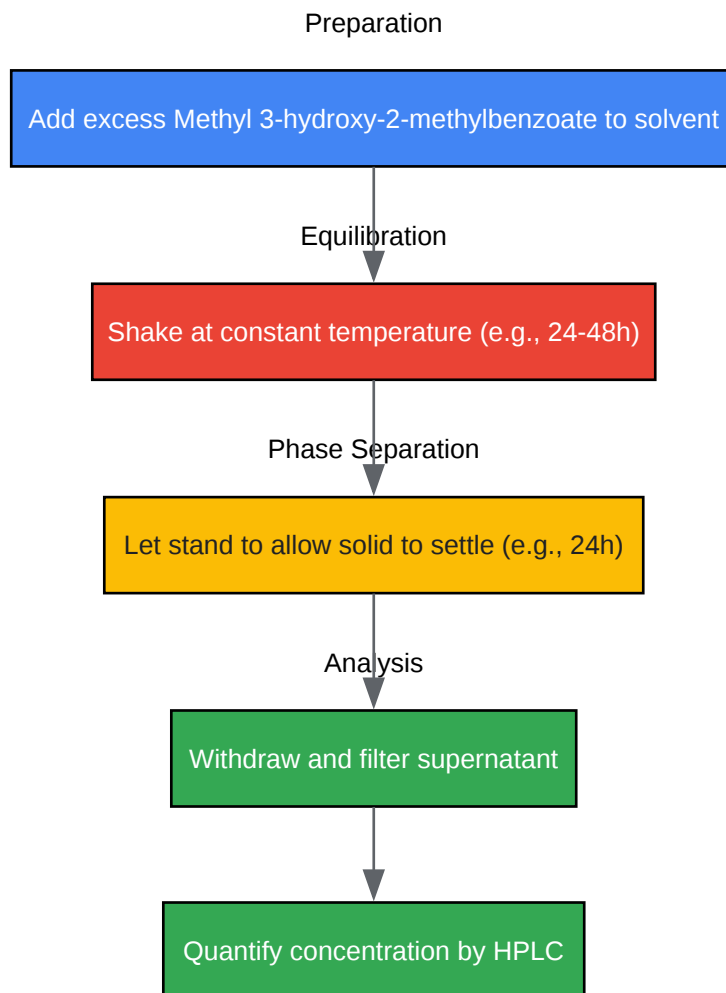 Preparation
Add excess Methyl 3-hydroxy-2-methylbenzoate to solvent
Equilibration
Shake at constant temperature (e.g., 24-48h)
Phase Separation
Let stand to allow solid to settle (e.g., 24h)
Analysis
Withdraw and filter supernatant
Quantify concentration by HPLC